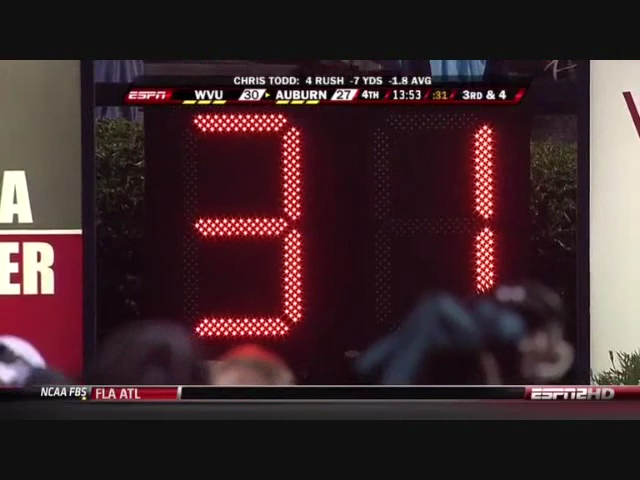 CHRIS TODD: 4 RUSH -7 YDS -1.8 AVG
ESPN WVU 30 AUBURN 27 4TH 13:53 :31 3RD & 4
31
A
ER
NCAA FBS FLA ATL ESPN2HD